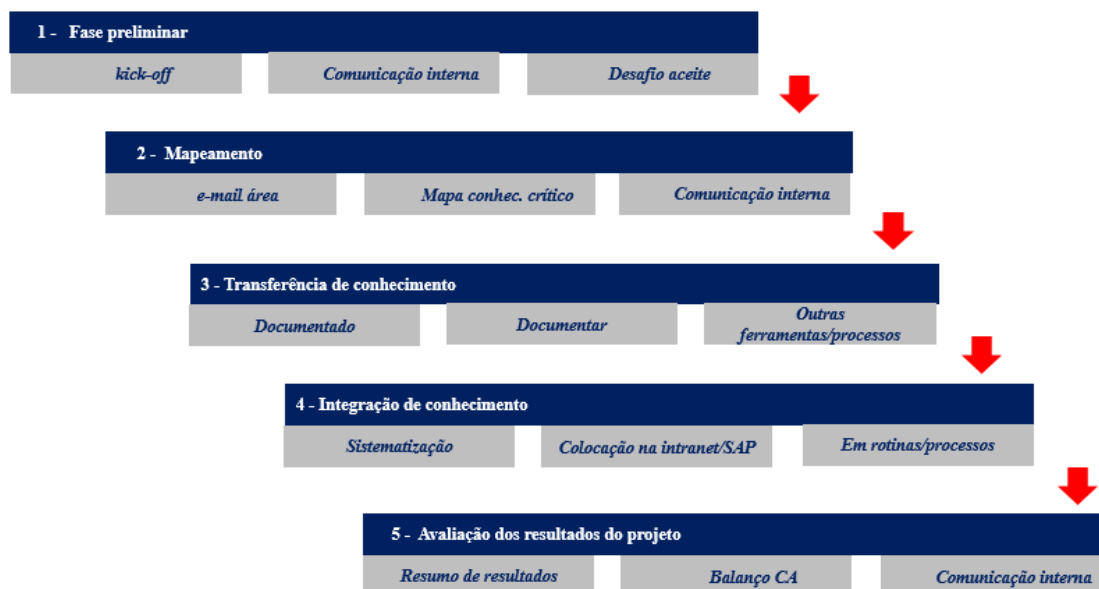 1 - Fase preliminar
kick-off
Comunicação interna
Desafio aceite
2 - Mapeamento
e-mail área
Mapa conhec. crítico
Comunicação interna
3 - Transferência de conhecimento
Documentado
Documentar
Outras
ferramentas/processos
4 - Integração de conhecimento
Sistematização
Colocação na intranet/SAP
Em rotinas/processos
5 - Avaliação dos resultados do projeto
Resumo de resultados
Balanço CA
Comunicação interna